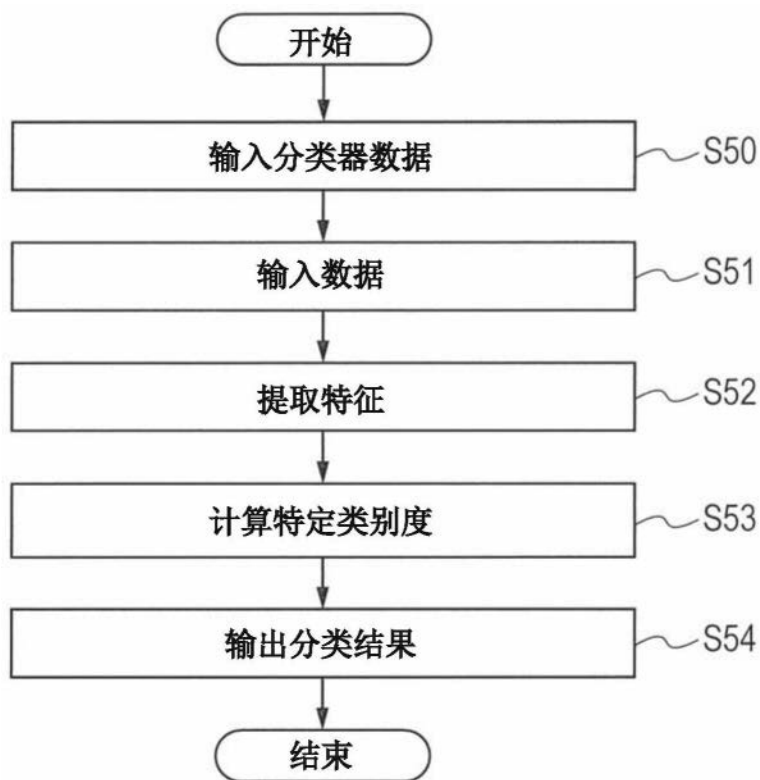 开始
输入分类器数据
S50
输入数据
S51
提取特征
S52
计算特定类别度
S53
输出分类结果
S54
结束